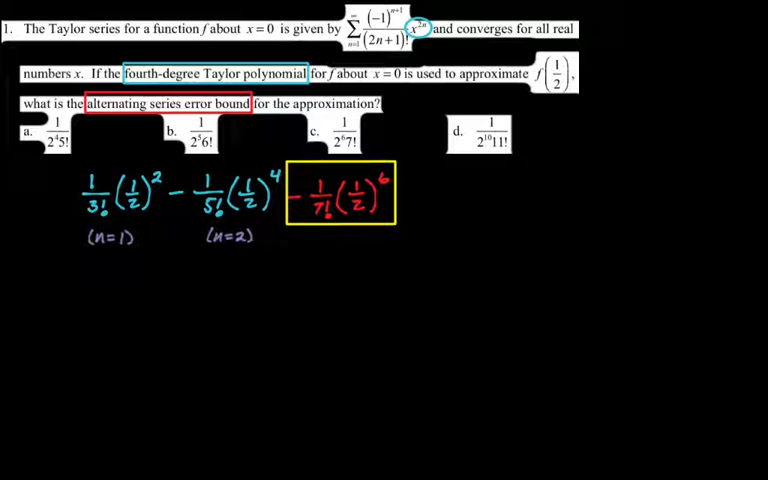 1. The Taylor series for a function f about x = 0 is given by ∑_{n=1}^{∞} (-1)^{n+1}/(2n+1)! x^{2n} and converges for all real
numbers x. If the fourth-degree Taylor polynomial for f about x = 0 is used to approximate f(1/2),
what is the alternating series error bound for the approximation?
a. 1/(2^4 5!) b. 1/(2^5 6!) c. 1/(2^6 7!) d. 1/(2^10 11!)
1/3! (1/2)^2 − 1/5! (1/2)^4 − 1/7! (1/2)^6
(n=1) (n=2)